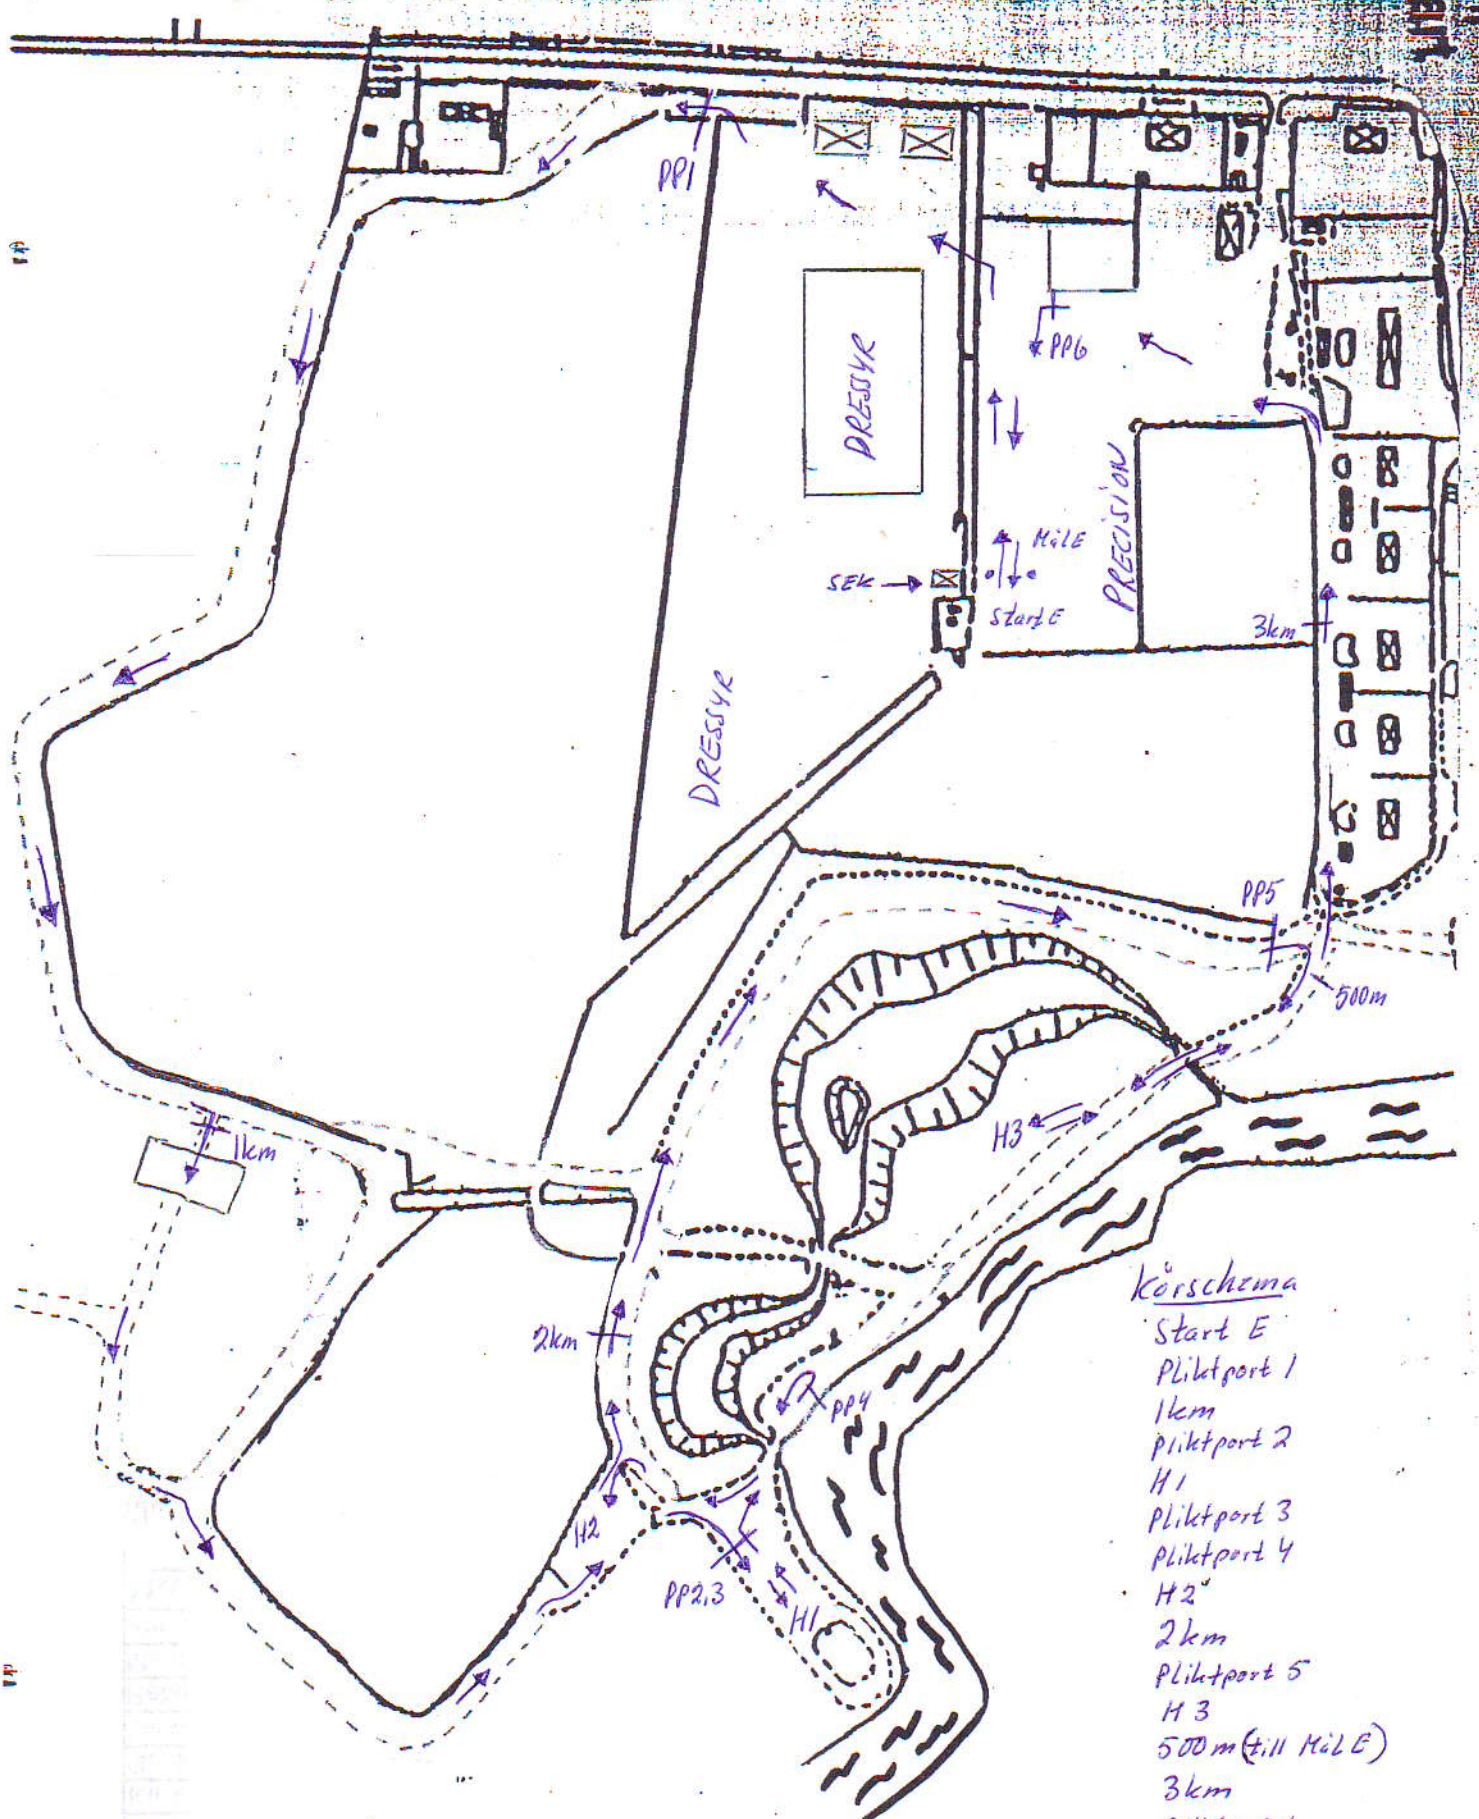 PP1
DRESSYR
PP6
PRECISION
Mål E
SEK
Start E
3km
DRESSYR
PP5
500m
H3
1km
2km
PP4
H2
PP2,3
H1
Körschema
Start E
Pliktport 1
1km
Pliktport 2
H1
Pliktport 3
Pliktport 4
H2
2km
Pliktport 5
H3
500m (till Mål E)
3km